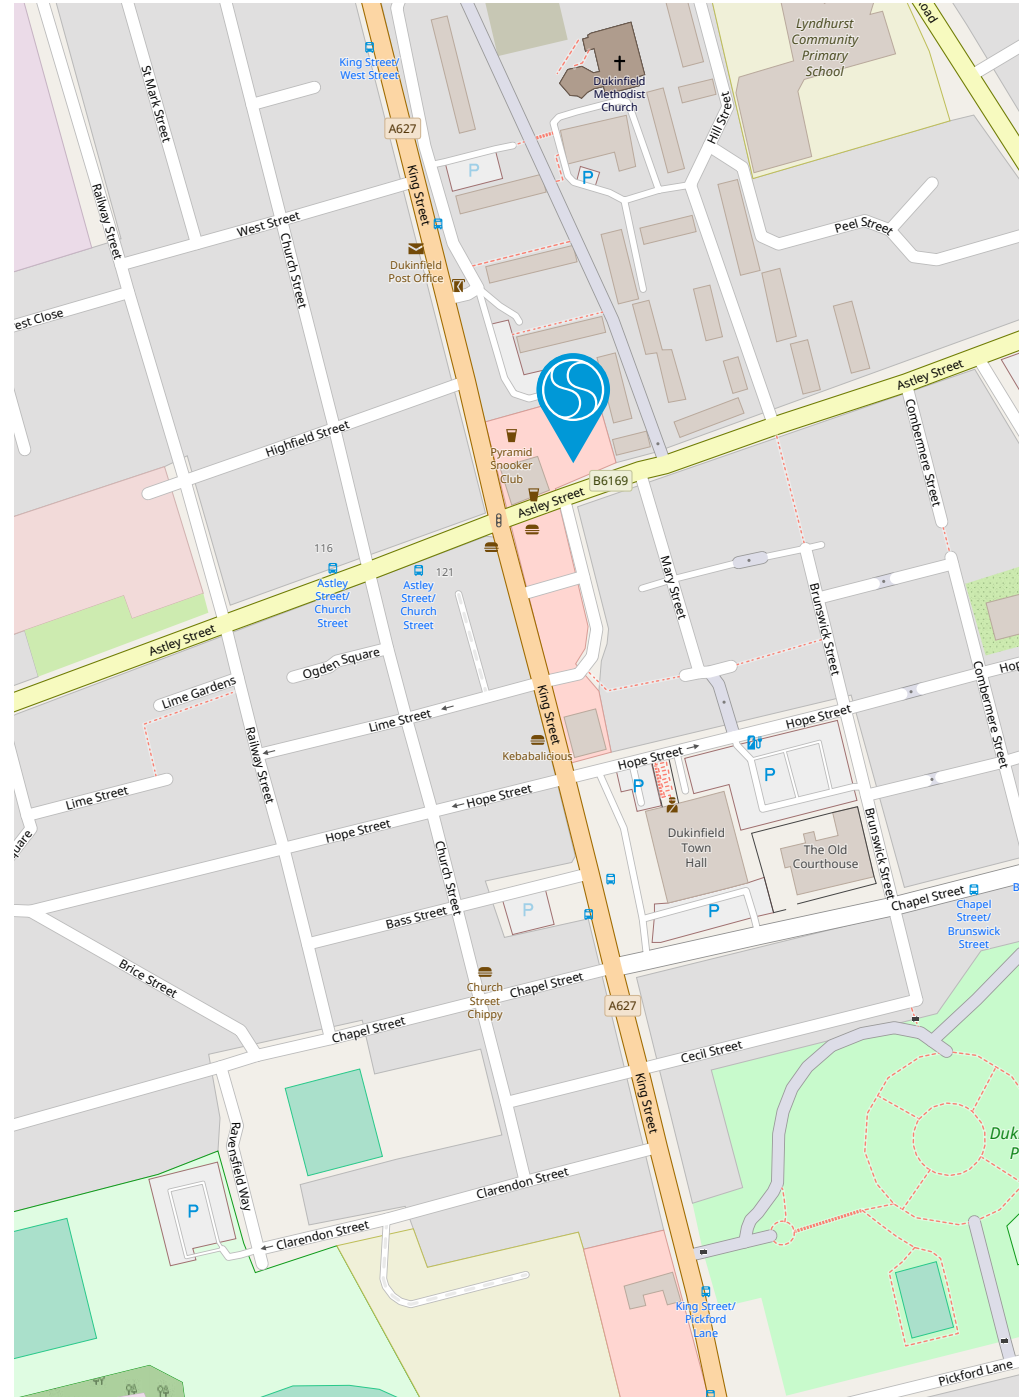 King Street/
West Street
St Mark Street
A627
King Street
Dukinfield
Methodist
Church
Lyndhurst
Community
Primary
School
Hill Street
P
P
Railway Street
West Street
Church Street
Peel Street
Dukinfield
Post Office
est Close
Astley Street
Combermere Street
Highfield Street
Pyramid
Snooker
Club
B6169
Astley Street
116
Astley
Street/
Church
Street
121
Astley
Street/
Church
Street
Mary Street
Brunswick Street
Astley Street
Ogden Square
Lime Gardens
Lime Street
King Street
Combermere Street
Hop
Hope Street
Railway Street
Kebabalicious
Hope Street
P
P
Lime Street
Hope Street
Hope Street
Dukinfield
Town
Hall
The Old
Courthouse
Brunswick Street
Church Street
Bass Street
P
P
Chapel Street
Chapel
Street/
Brunswick
Street
B
Brice Street
Church
Street
Chippy
Chapel Street
Chapel Street
A627
Cecil Street
King Street
Ravensfield Way
Duk
P
Clarendon Street
P
Clarendon Street
King Street/
Pickford
Lane
Pickford Lane